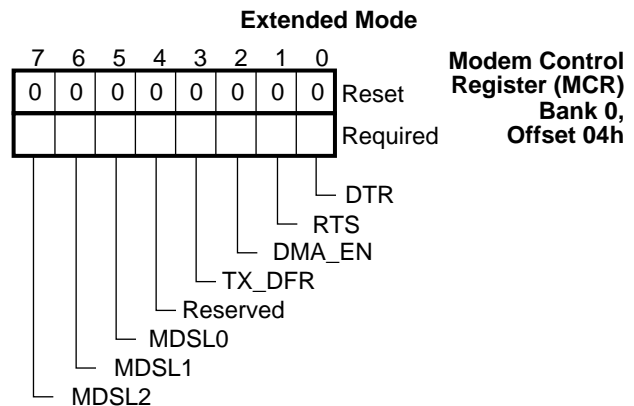 Extended Mode
7 6 5 4 3 2 1 0
0 0 0 0 0 0 0 0 Reset
Required
Modem Control
Register (MCR)
Bank 0,
Offset 04h
DTR
RTS
DMA_EN
TX_DFR
Reserved
MDSL0
MDSL1
MDSL2